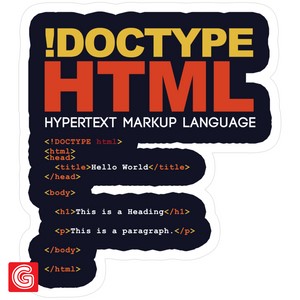 !DOCTYPE
HTML
HYPERTEXT MARKUP LANGUAGE
<!DOCTYPE html>
<html>
<head>
<title>Hello World</title>
</head>
<body>
<h1>This is a Heading</h1>
<p>This is a paragraph.</p>
</body>
</html>
G